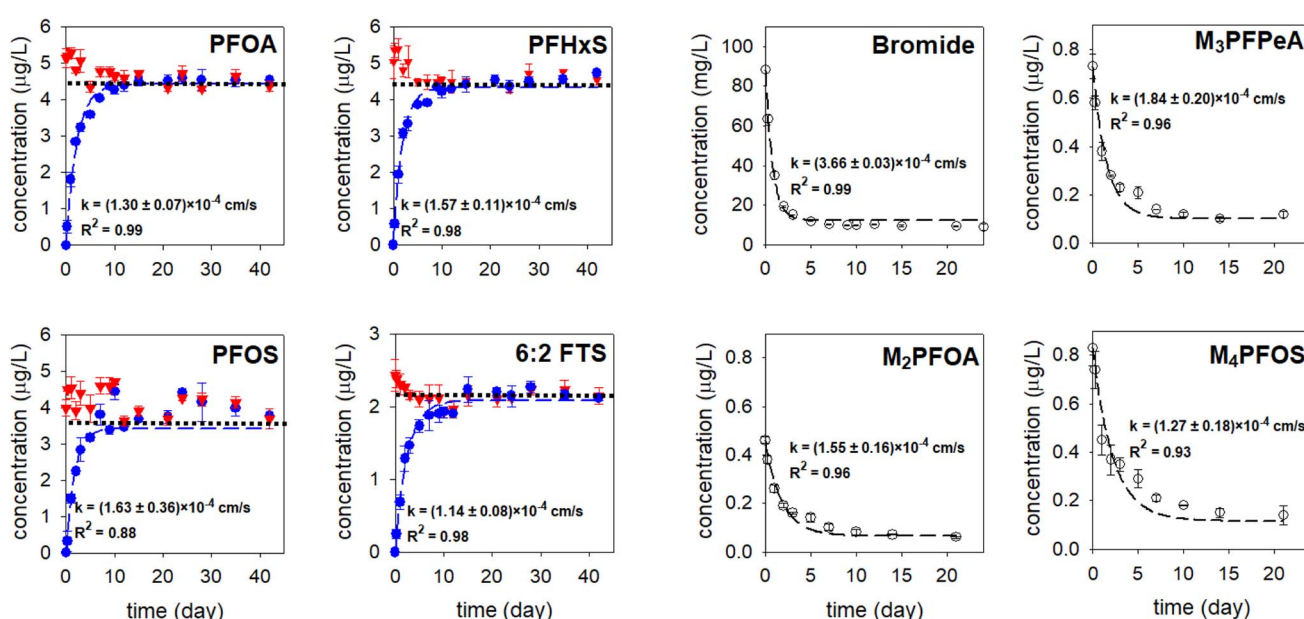 PFOA
concentration (µg/L)
6
5
4
3
2
1
0
k = (1.30 ± 0.07)×10⁻⁴ cm/s
R² = 0.99
0 10 20 30 40
PFHxS
6
5
4
3
2
1
0
k = (1.57 ± 0.11)×10⁻⁴ cm/s
R² = 0.98
0 10 20 30 40
Bromide
concentration (mg/L)
100
80
60
40
20
0
k = (3.66 ± 0.03)×10⁻⁴ cm/s
R² = 0.99
0 5 10 15 20
M₃PFPeA
concentration (µg/L)
0.8
0.6
0.4
0.2
0.0
k = (1.84 ± 0.20)×10⁻⁴ cm/s
R² = 0.96
0 5 10 15 20
PFOS
concentration (µg/L)
6
5
4
3
2
1
0
k = (1.63 ± 0.36)×10⁻⁴ cm/s
R² = 0.88
0 10 20 30 40
time (day)
6:2 FTS
3
2
1
0
k = (1.14 ± 0.08)×10⁻⁴ cm/s
R² = 0.98
0 10 20 30 40
time (day)
M₂PFOA
concentration (µg/L)
0.8
0.6
0.4
0.2
0.0
k = (1.55 ± 0.16)×10⁻⁴ cm/s
R² = 0.96
0 5 10 15 20
time (day)
M₄PFOS
concentration (µg/L)
0.8
0.6
0.4
0.2
0.0
k = (1.27 ± 0.18)×10⁻⁴ cm/s
R² = 0.93
0 5 10 15 20
time (day)